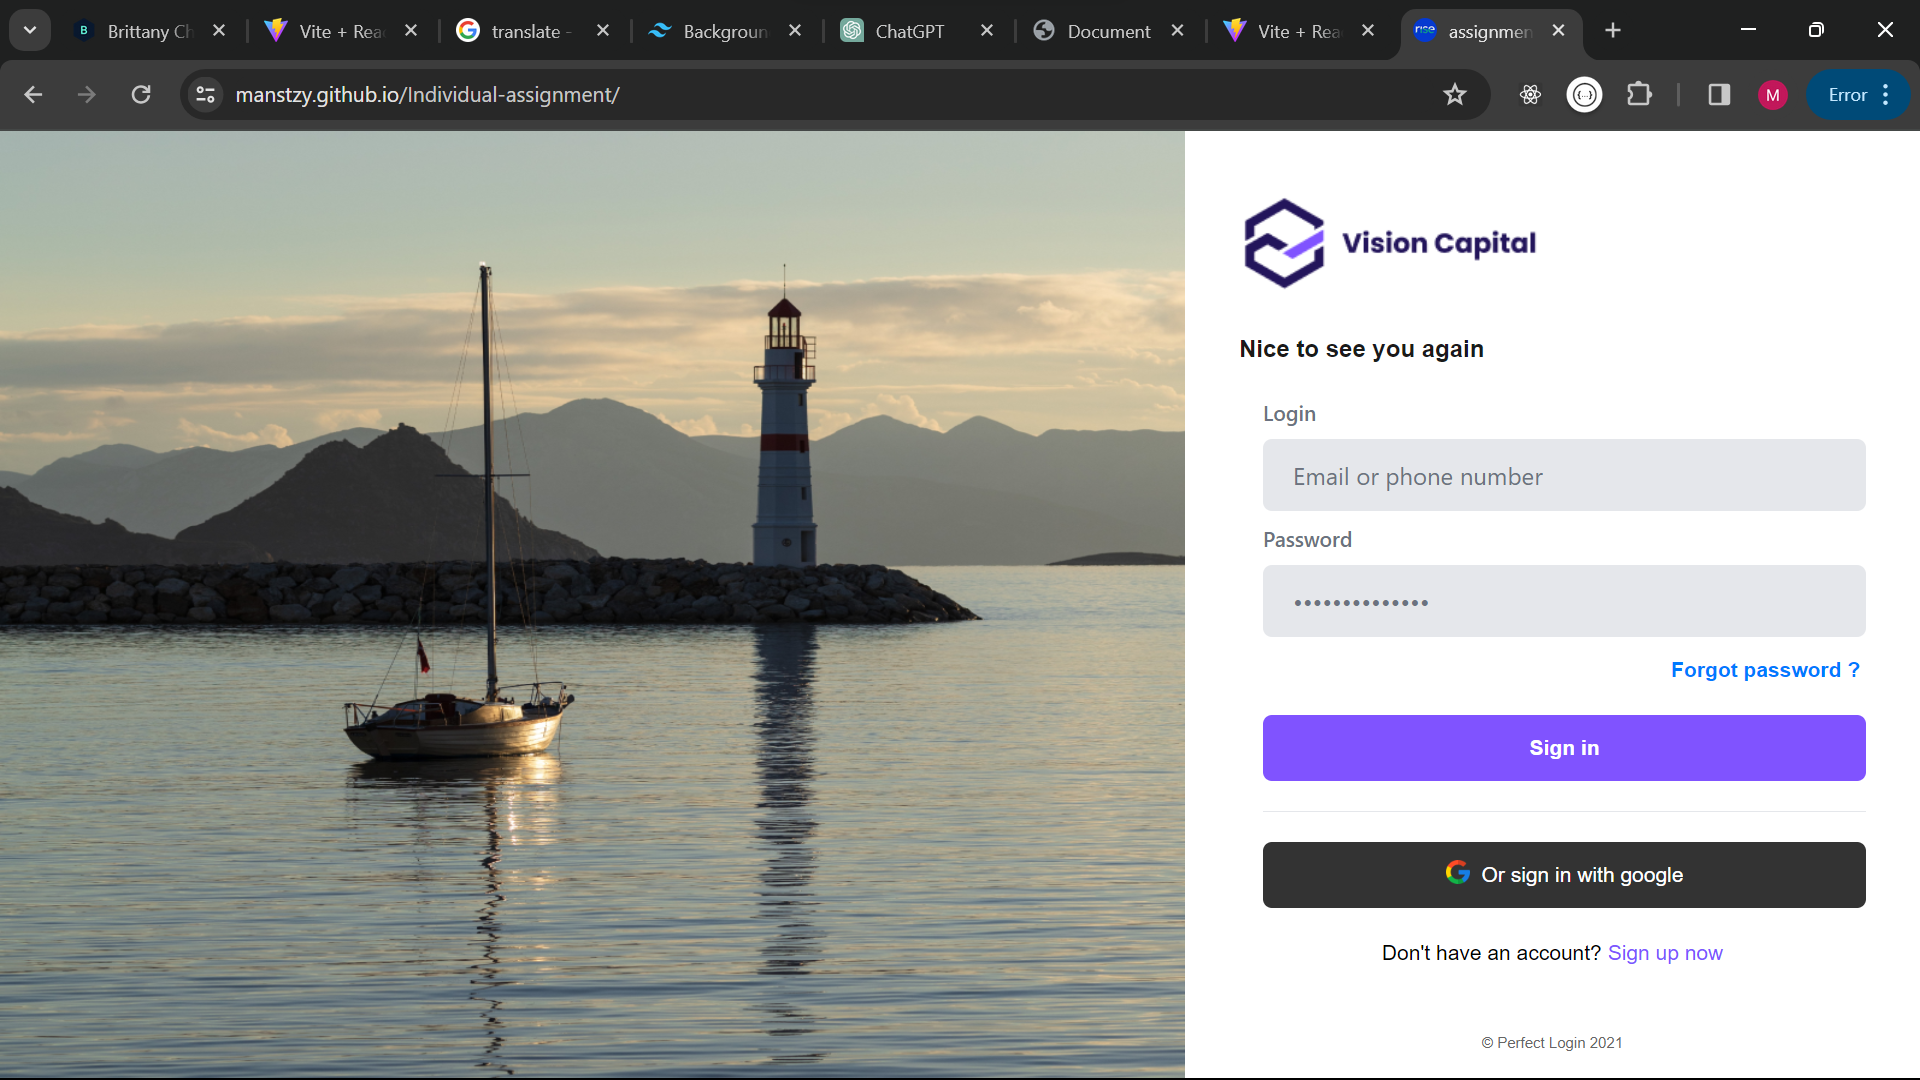 Brittany Ch
Vite + Rea
translate -
Backgroun
ChatGPT
Document
Vite + Rea
rise
assignmen
manstzy.github.io/Individual-assignment/
M
Error
Vision Capital
Nice to see you again
Login
Email or phone number
Password
Forgot password ?
Sign in
Or sign in with google
Don't have an account? Sign up now
© Perfect Login 2021